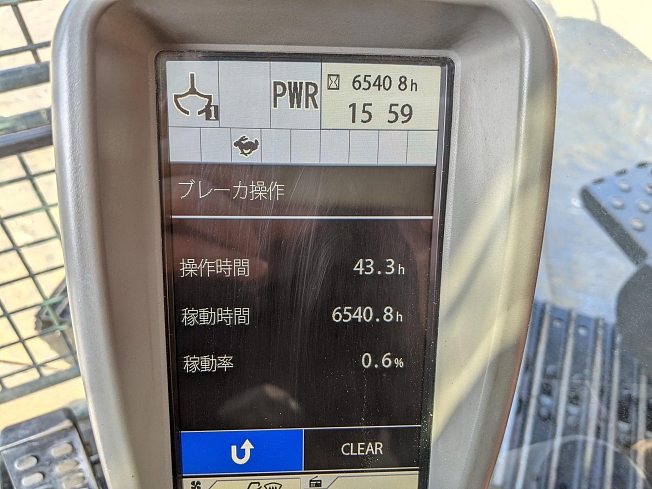 1
PWR
6540 8h
15 59
ブレーカ操作
操作時間 43.3h
稼動時間 6540.8h
稼動率 0.6%
CLEAR